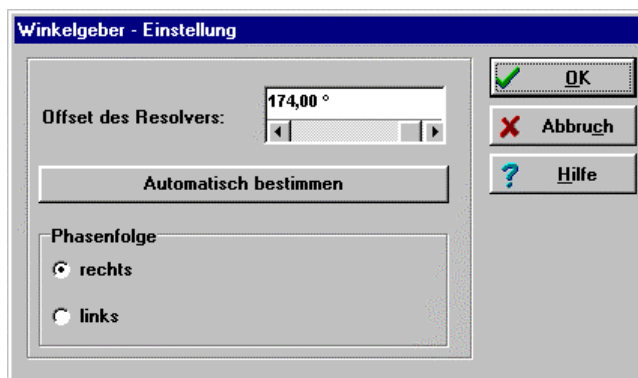 Winkelgeber - Einstellung
Offset des Resolvers:
174,00 °
Automatisch bestimmen
Phasenfolge
rechts
links
OK
Abbruch
Hilfe